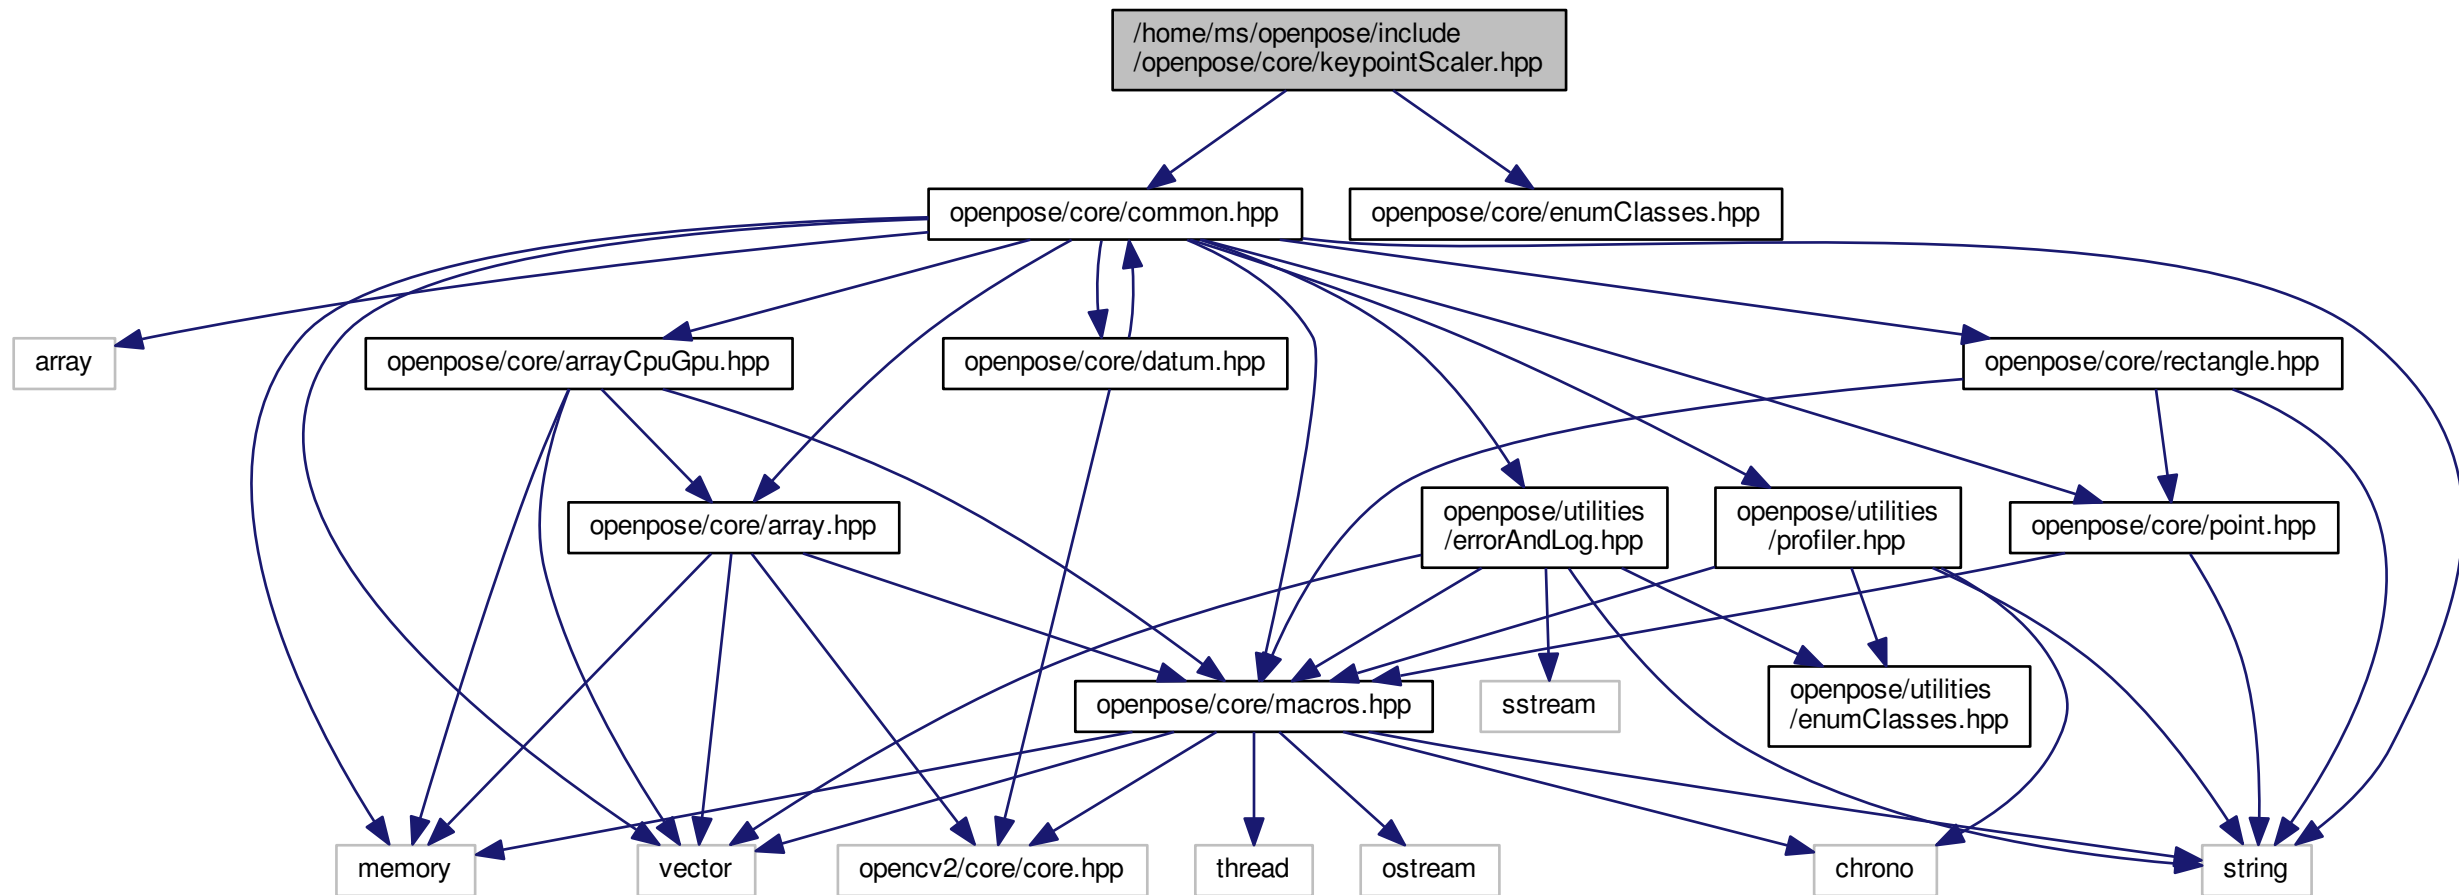 /home/ms/openpose/include
/openpose/core/keypointScaler.hpp
openpose/core/common.hpp
openpose/core/enumClasses.hpp
array
openpose/core/arrayCpuGpu.hpp
openpose/core/datum.hpp
openpose/core/rectangle.hpp
openpose/core/array.hpp
openpose/utilities
/errorAndLog.hpp
openpose/utilities
/profiler.hpp
openpose/core/point.hpp
openpose/core/macros.hpp
sstream
openpose/utilities
/enumClasses.hpp
memory
vector
opencv2/core/core.hpp
thread
ostream
chrono
string